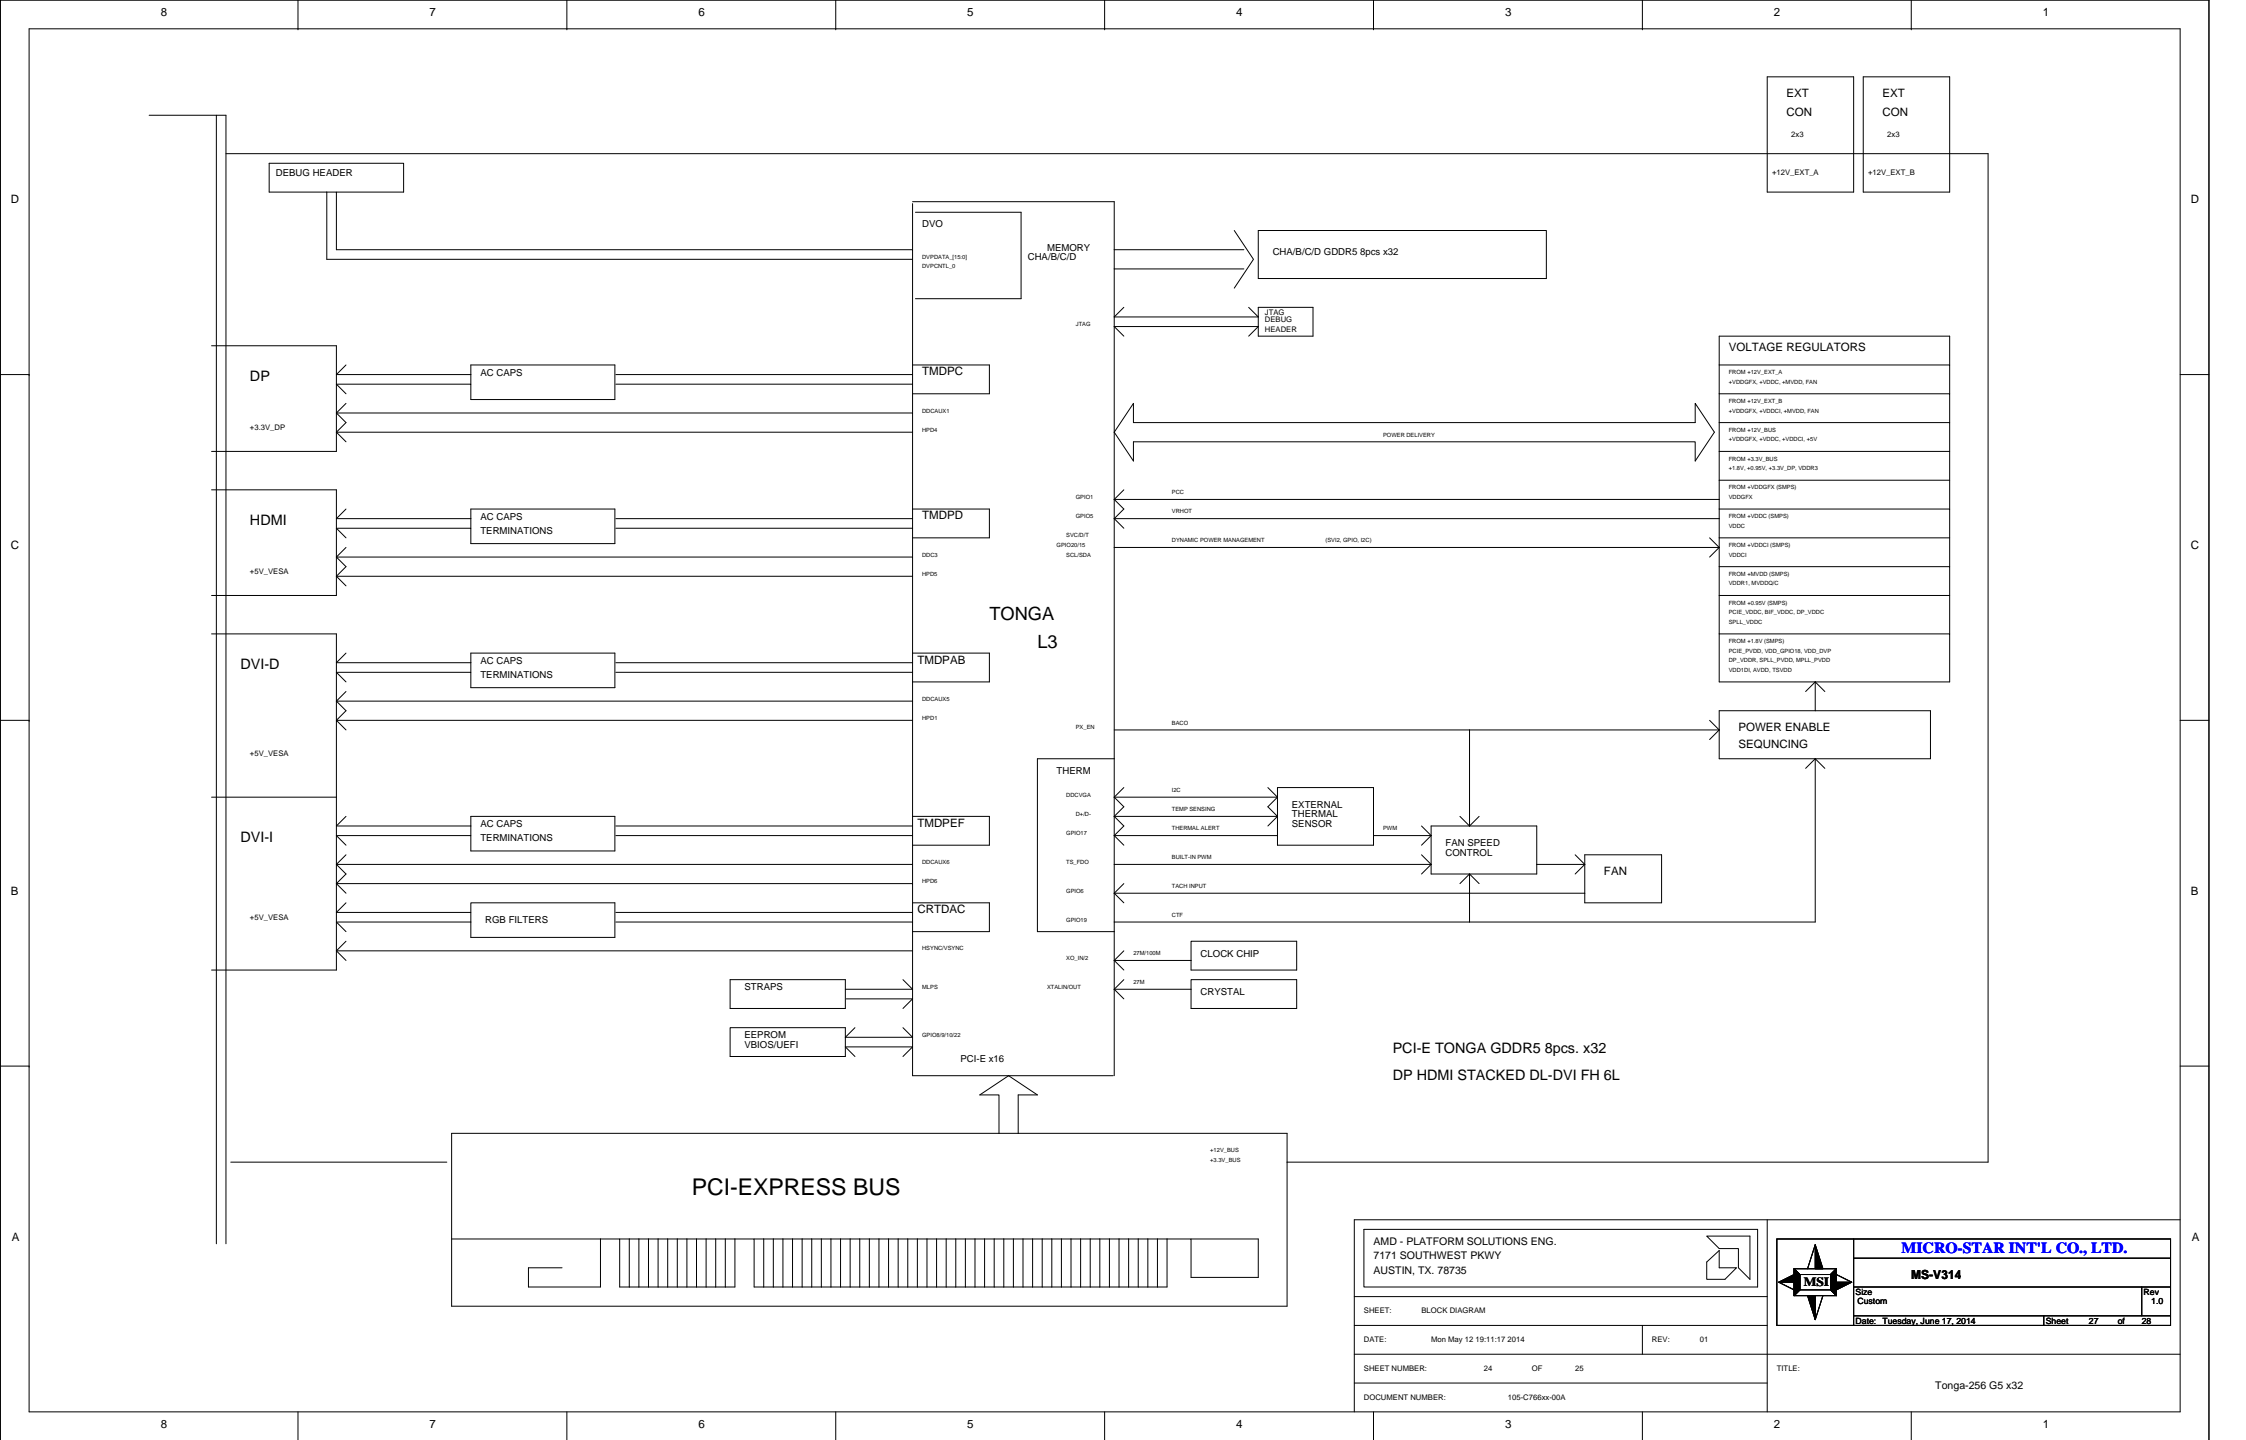 8 7 6 5 4 3 2 1
EXT
CON
2x3
+12V_EXT_A
EXT
CON
2x3
+12V_EXT_B
DEBUG HEADER
D
D
DVO
DVPDATA_[15:0]
DVPCNTL_0
MEMORY
CHA/B/C/D
CHA/B/C/D GDDR5 8pcs x32
JTAG
JTAG
DEBUG
HEADER
DP
+3.3V_DP
AC CAPS
TMDPC
DDCAUX1
HPD4
VOLTAGE REGULATORS
FROM +12V_EXT_A
+VDDGFX, +VDDC, +MVDD, FAN
FROM +12V_EXT_B
+VDDGFX, +VDDCI, +MVDD, FAN
FROM +12V_BUS
+VDDGFX, +VDDC, +VDDCI, +5V
FROM +3.3V_BUS
+1.8V, +0.95V, +3.3V_DP, VDDR3
FROM +VDDGFX (SMPS)
VDDGFX
FROM +VDDC (SMPS)
VDDC
FROM +VDDCI (SMPS)
VDDCI
FROM +MVDD (SMPS)
VDDR1, MVDDQ/C
FROM +0.95V (SMPS)
PCIE_VDDC, BIF_VDDC, DP_VDDC
SPLL_VDDC
FROM +1.8V (SMPS)
PCIE_PVDD, VDD_GPIO18, VDD_DVP
DP_VDDR, SPLL_PVDD, MPLL_PVDD
VDD1DI, AVDD, TSVDD
POWER DELIVERY
HDMI
+5V_VESA
AC CAPS
TERMINATIONS
TMDPD
DDC3
HPD5
GPIO1
PCC
GPIO5
VRHOT
SVC/D/T
GPIO20/15
SCL/SDA
DYNAMIC POWER MANAGEMENT (SVI2, GPIO, I2C)
C
C
TONGA
L3
DVI-D
+5V_VESA
AC CAPS
TERMINATIONS
TMDPAB
DDCAUX5
HPD1
PX_EN
BACO
POWER ENABLE
SEQUNCING
THERM
DDCVGA
I2C
D+/D-
TEMP SENSING
GPIO17
THERMAL ALERT
EXTERNAL
THERMAL
SENSOR
PWM
FAN SPEED
CONTROL
FAN
TS_FDO
BUILT-IN PWM
GPIO6
TACH INPUT
GPIO19
CTF
DVI-I
+5V_VESA
AC CAPS
TERMINATIONS
TMDPEF
DDCAUX6
HPD6
B
B
RGB FILTERS
CRTDAC
HSYNC/VSYNC
XO_IN/2
27M/100M
CLOCK CHIP
STRAPS
MLPS
XTALIN/OUT
27M
CRYSTAL
EEPROM
VBIOS/UEFI
GPIO8/9/10/22
PCI-E x16
PCI-E TONGA GDDR5 8pcs. x32
DP HDMI STACKED DL-DVI FH 6L
+12V_BUS
+3.3V_BUS
PCI-EXPRESS BUS
A
A
AMD - PLATFORM SOLUTIONS ENG.
7171 SOUTHWEST PKWY
AUSTIN, TX. 78735
SHEET: BLOCK DIAGRAM
DATE: Mon May 12 19:11:17 2014
REV: 01
SHEET NUMBER: 24 OF 25
DOCUMENT NUMBER: 105-C766xx-00A
MSI
MICRO-STAR INT'L CO., LTD.
MS-V314
Size
Custom
Rev
1.0
Date: Tuesday, June 17, 2014
Sheet 27 of 28
TITLE:
Tonga-256 G5 x32
8 7 6 5 4 3 2 1